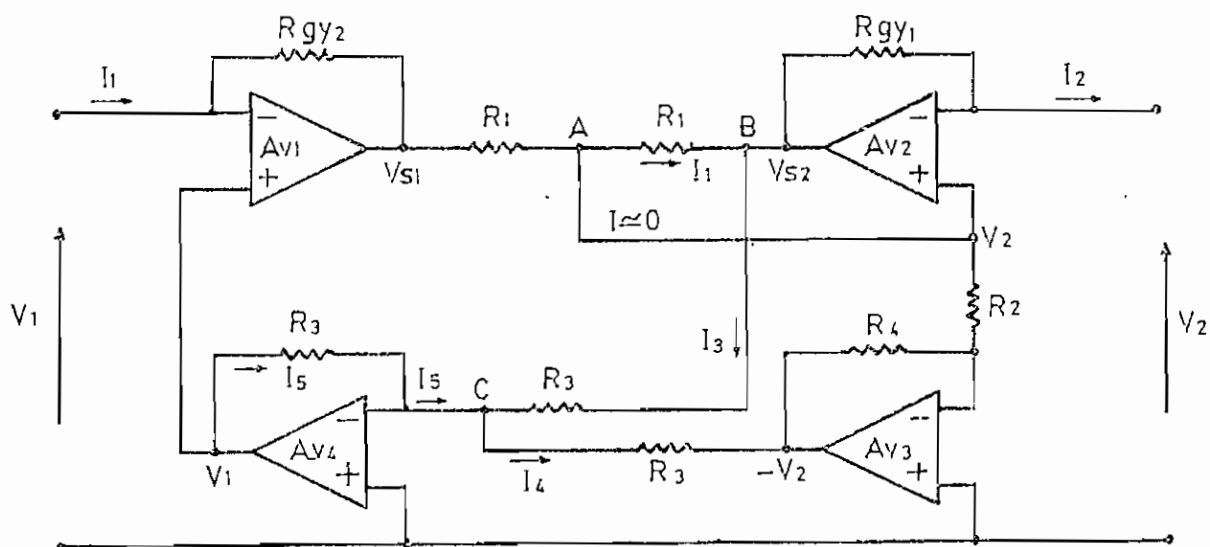 Rgy2 Rgy1
I1 I2
− −
R1 A R1 B
Av1 Av2
+ I1 +
Vs1 Vs2
I≃0 V2
V1 R3 I3 R4 R2 V2
I5 I5 C R3
− −
Av4 Av3
V1 + I4 R3 −V2 +